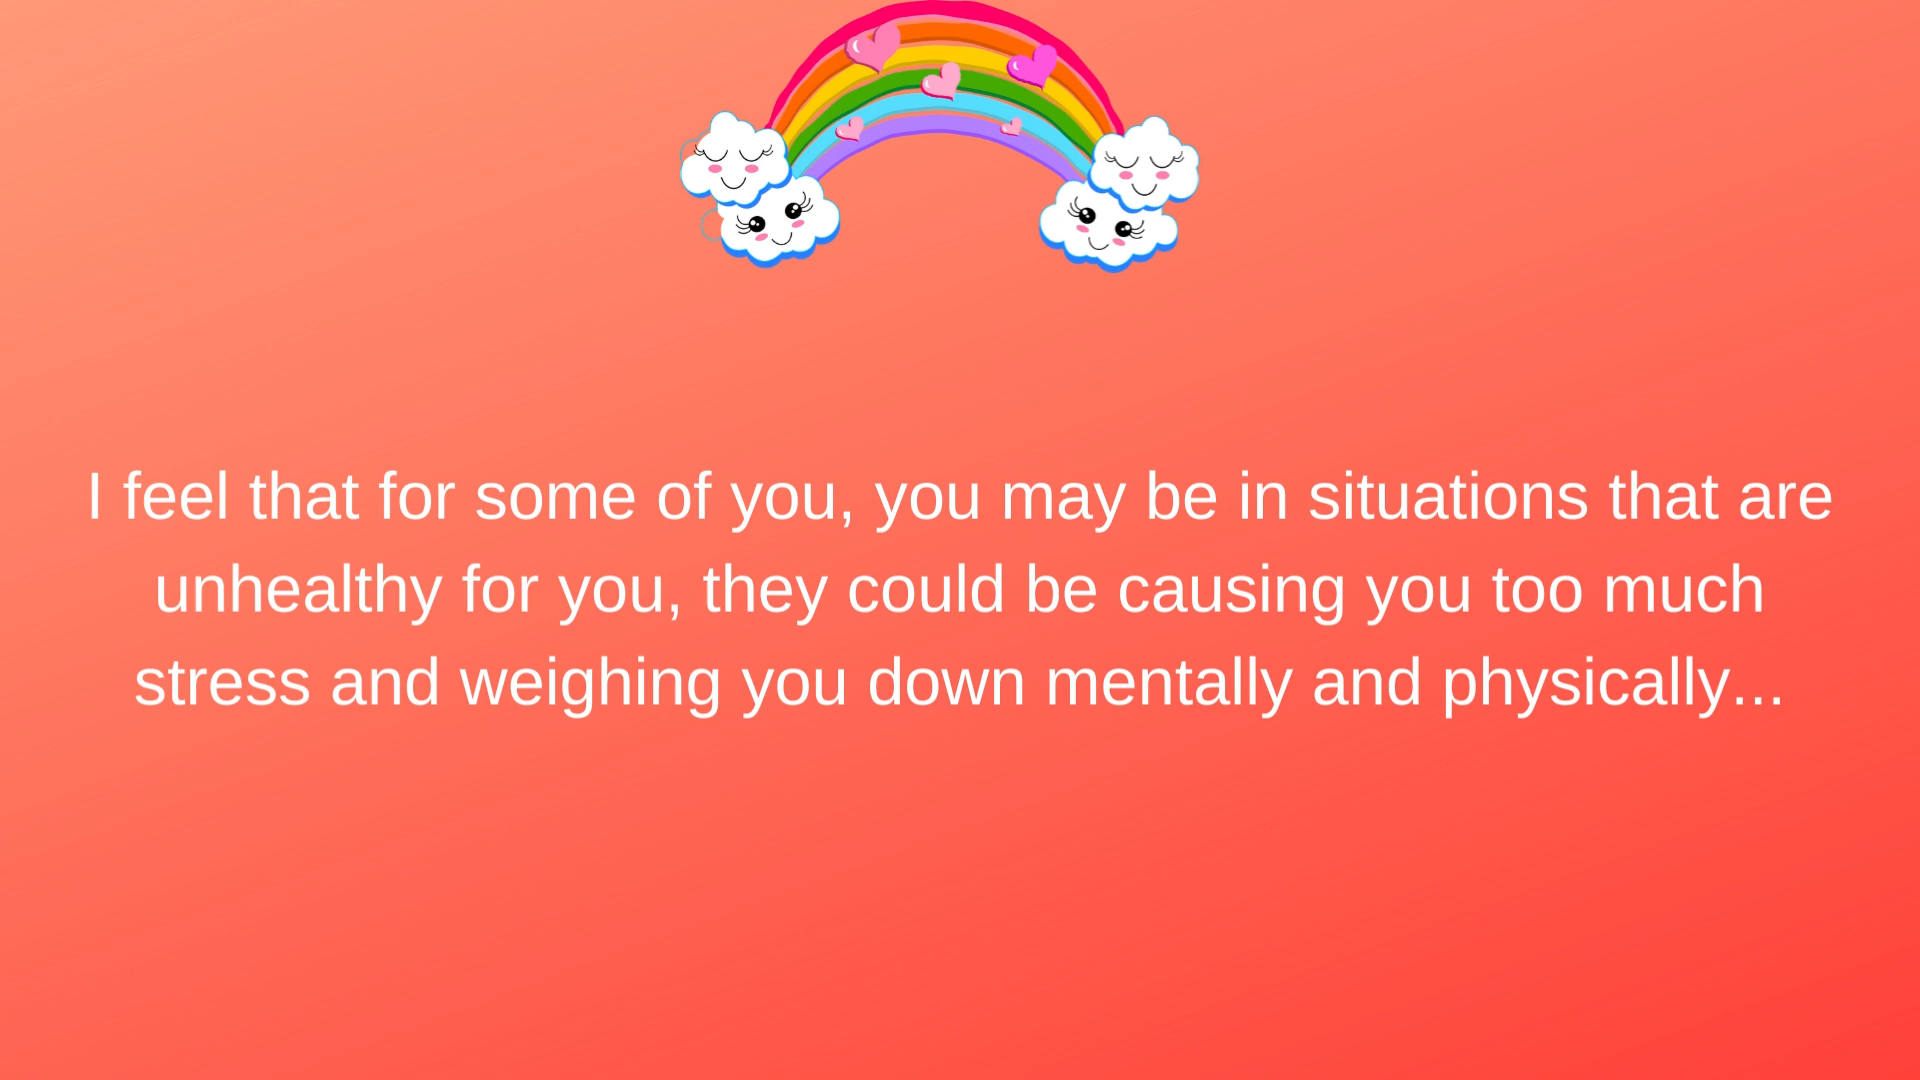 I feel that for some of you, you may be in situations that are
unhealthy for you, they could be causing you too much
stress and weighing you down mentally and physically...